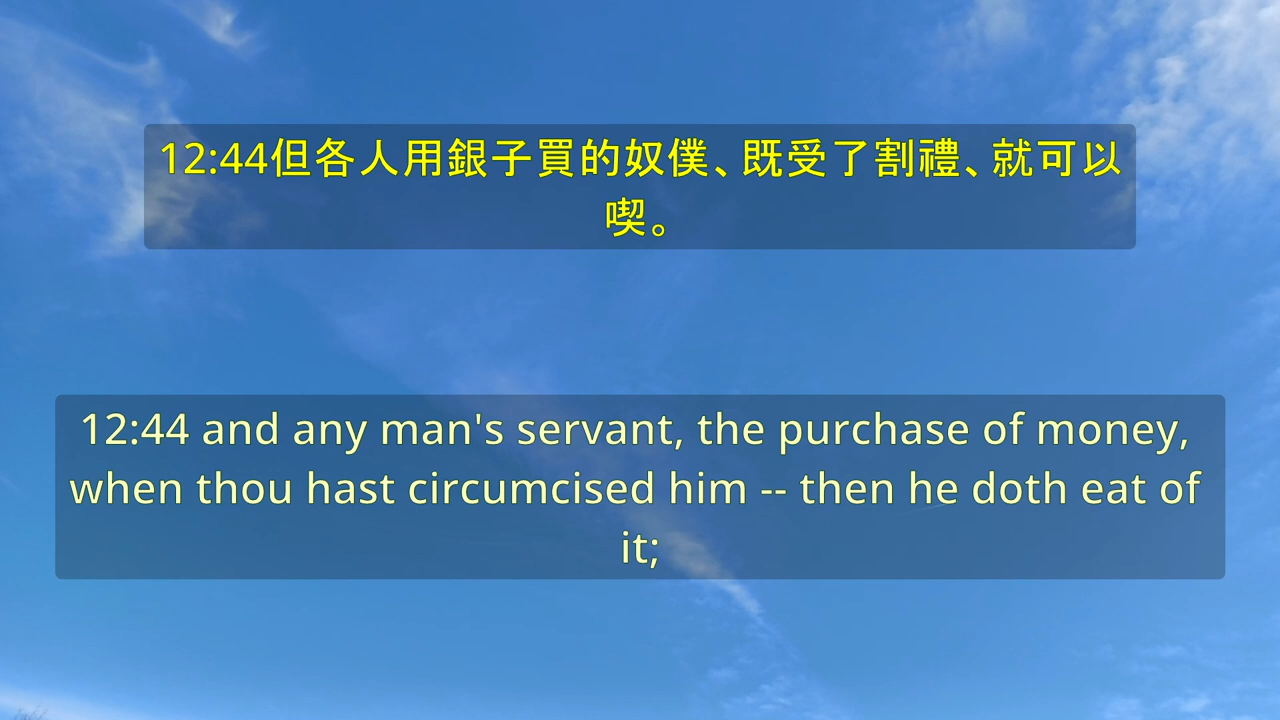 12:44但各人用銀子買的奴僕、既受了割禮、就可以
喫。
12:44 and any man's servant, the purchase of money,
when thou hast circumcised him -- then he doth eat of
it;